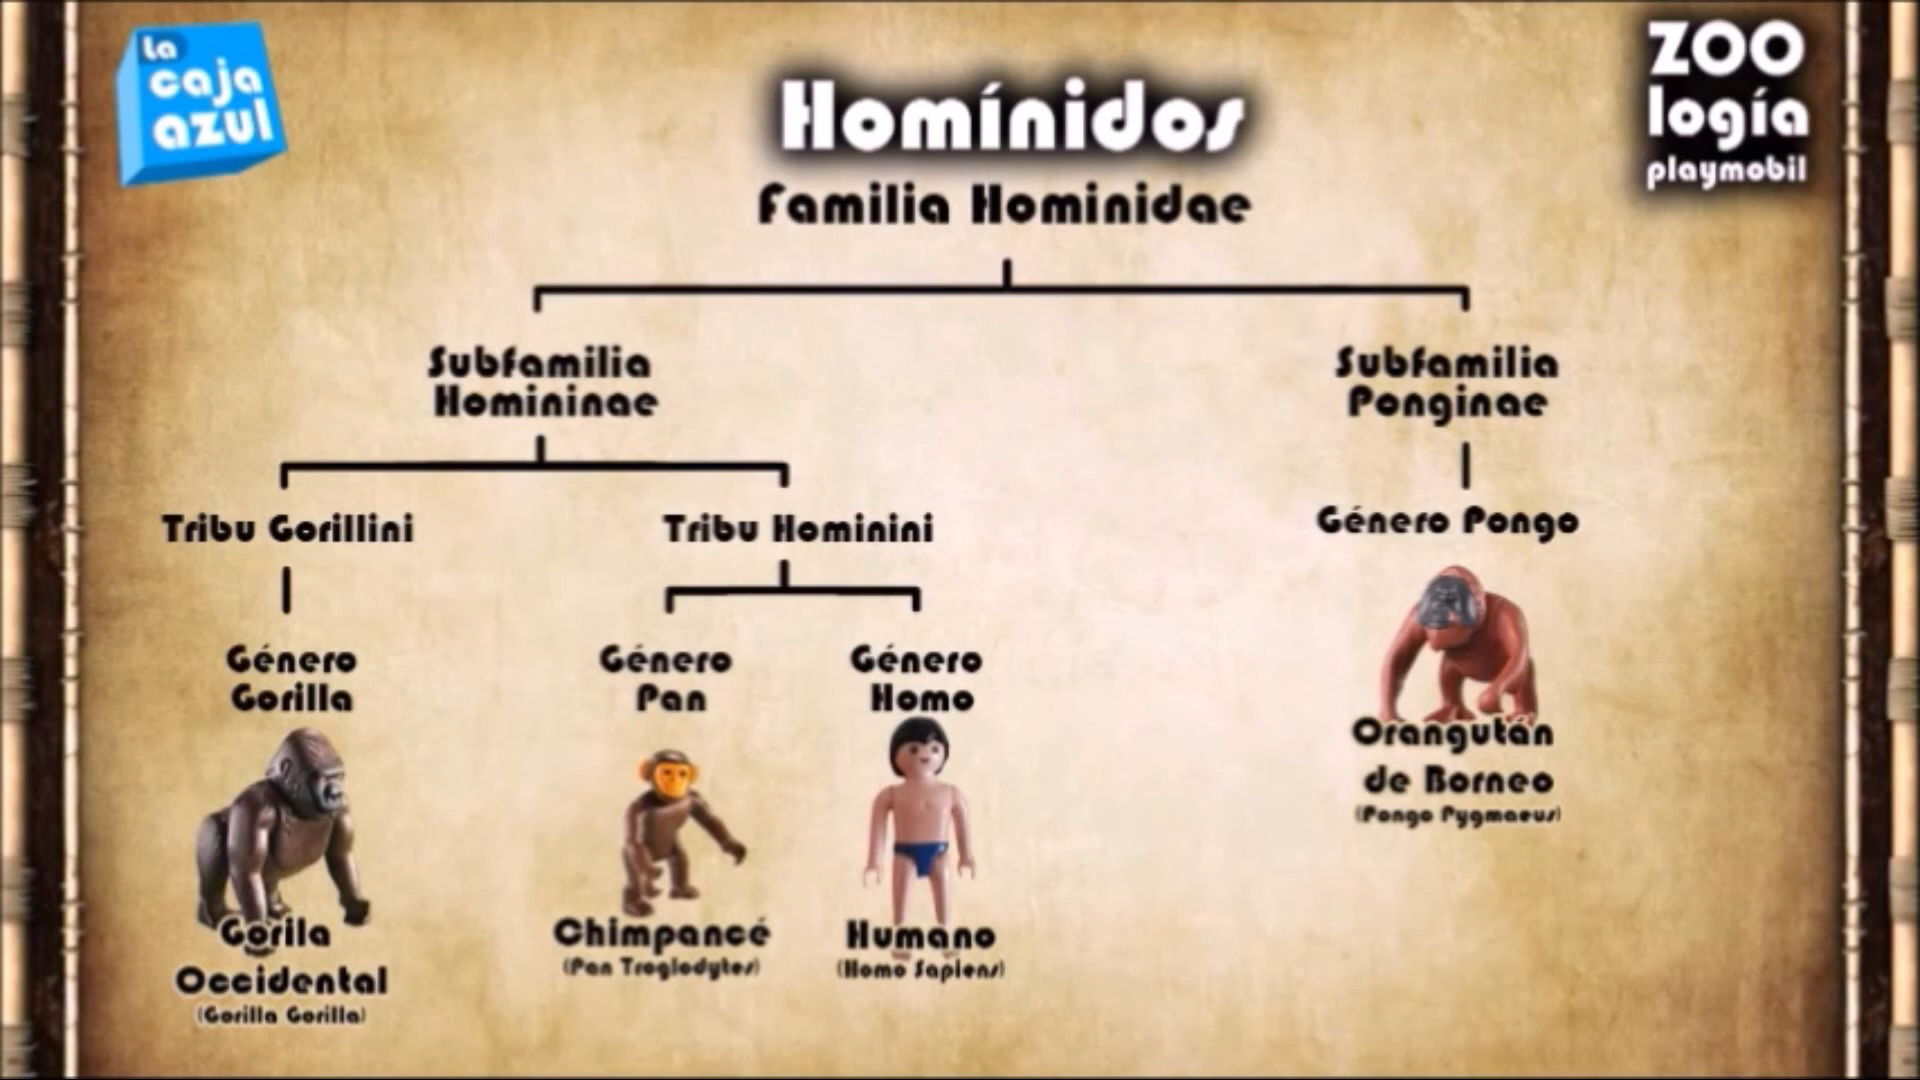 La
caja
azul
ZOO
logía
playmobil
Homínidos
Familia Hominidae
Subfamilia
Homininae
Subfamilia
Ponginae
Tribu Gorillini
Tribu Hominini
Género Pongo
Género
Gorilla
Género
Pan
Género
Homo
Orangután
de Borneo
(Pongo Pygmaeus)
Gorila
Occidental
(Gorilla Gorilla)
Chimpancé
(Pan Troglodytes)
Humano
(Homo Sapiens)